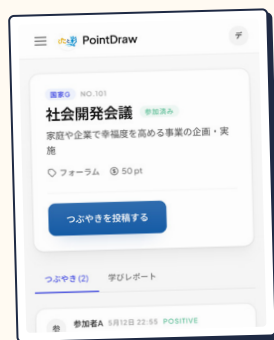 PointDraw
デ
国家G NO.101
社会開発会議 参加済み
家庭や企業で幸福度を高める事業の企画・実
施
フォーラム 50 pt
つぶやきを投稿する
つぶやき (2) 学びレポート
参
参加者A 5月12日 22:55 POSITIVE